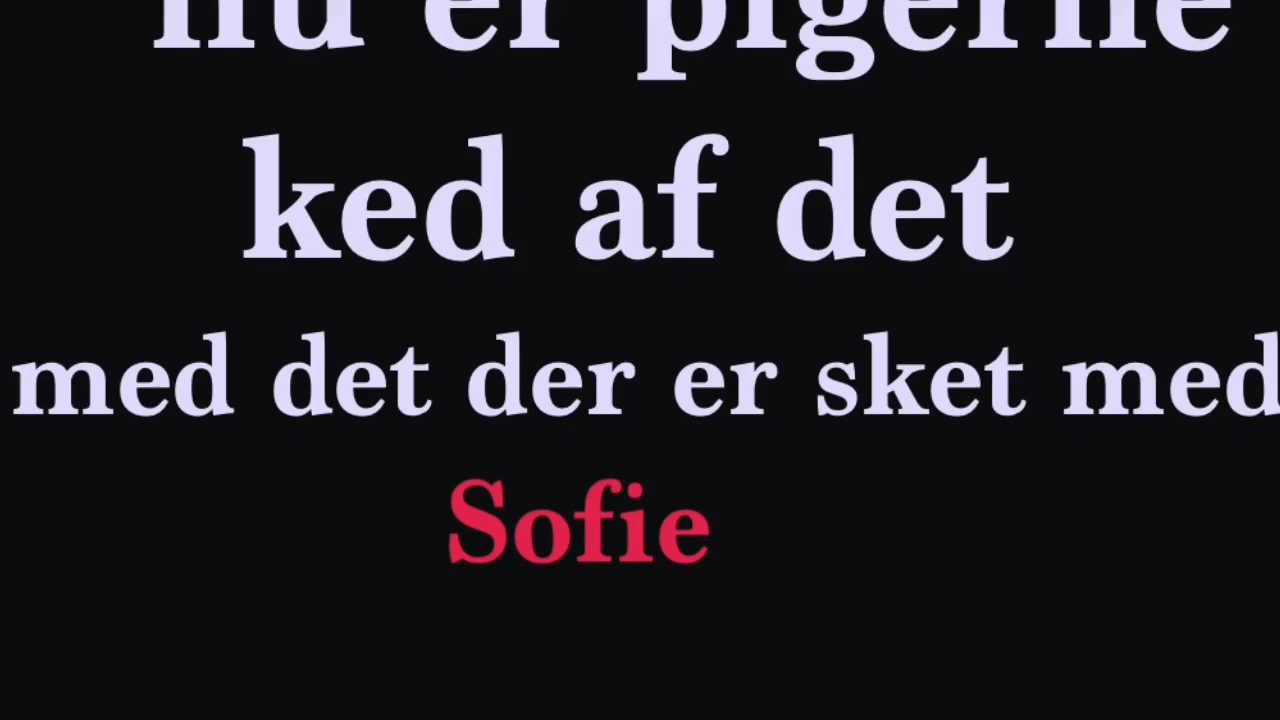 nu er pigerne
ked af det
med det der er sket med
Sofie